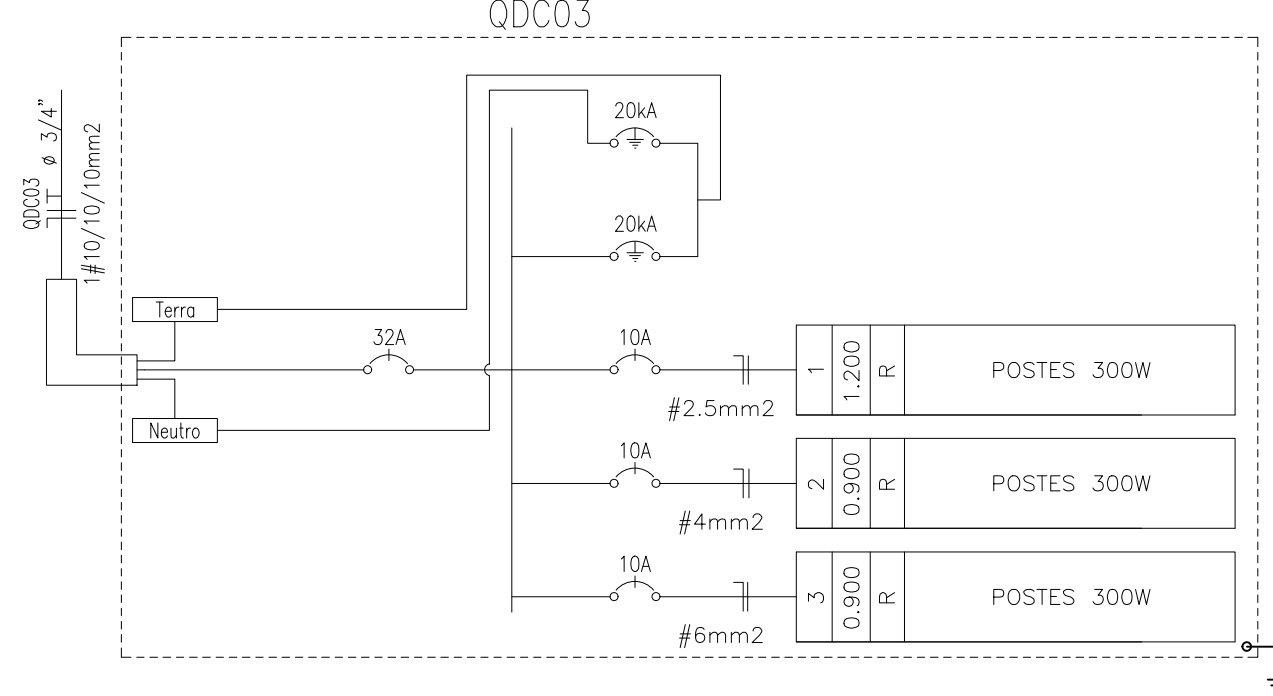 QDC03
ø 3/4"
QDC03
1#10/10/10mm2
20kA
20kA
Terra
32A
10A
1
1.200
R
POSTES 300W
#2.5mm2
Neutro
10A
2
0.900
R
POSTES 300W
#4mm2
10A
3
0.900
R
POSTES 300W
#6mm2